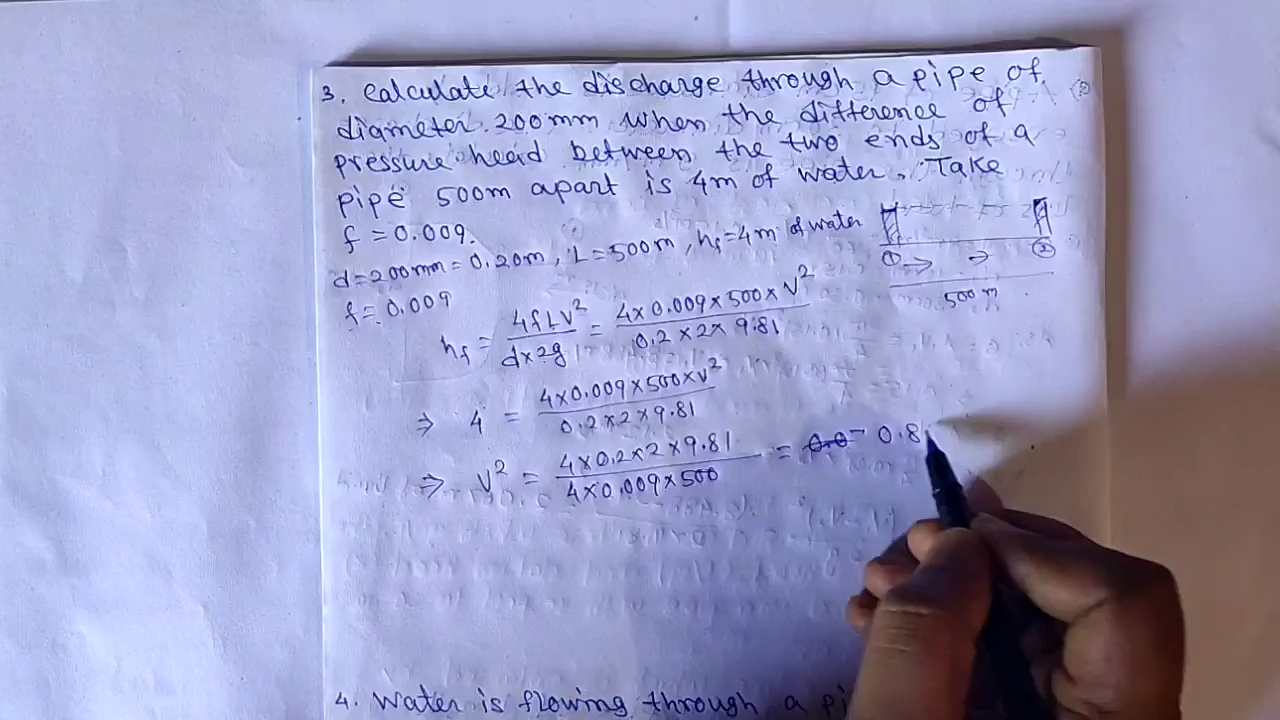 3. Calculate the discharge through a pipe of
diameter 200mm when the difference of
pressure head between the two ends of a
pipe 500m apart is 4m of water. Take
f = 0.009.
d = 200mm = 0.20m, L = 500m, hf = 4m of water
f = 0.009
① → → ②
500 m
hf = 4fLV² / d×2g = 4×0.009×500×V² / 0.2×2×9.81
⇒ 4 = 4×0.009×500×V² / 0.2×2×9.81
⇒ V² = 4×0.2×2×9.81 / 4×0.009×500 = 0.8
4. Water is flowing through a pi